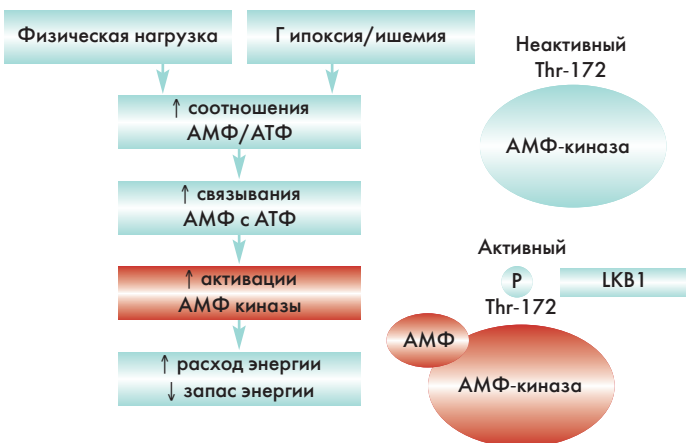 Физическая нагрузка
Г ипоксия/ишемия
↑ соотношения
АМФ/АТФ
↑ связывания
АМФ с АТФ
↑ активации
АМФ киназы
↑ расход энергии
↓ запас энергии
Неактивный
Thr-172
АМФ-киназа
Активный
P
LKB1
Thr-172
АМФ
АМФ-киназа